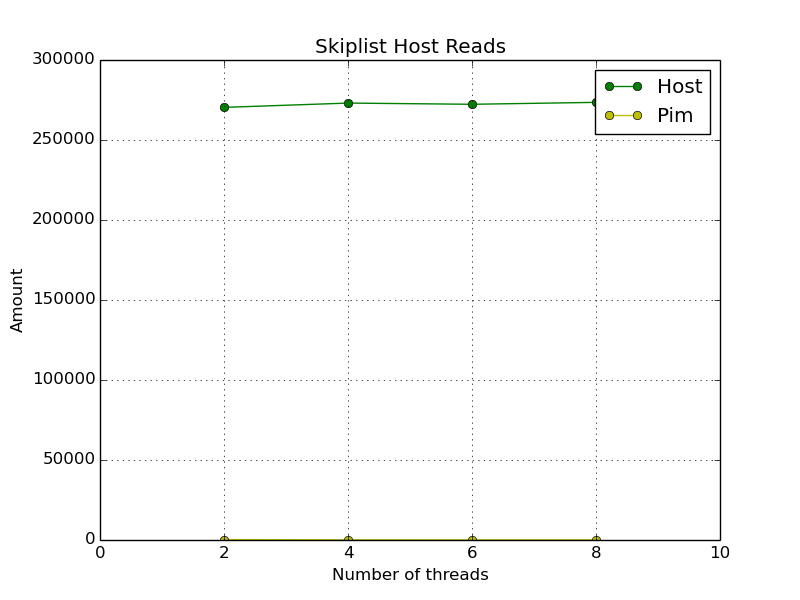 Skiplist Host Reads
300000
250000
200000
150000
100000
50000
0
Amount
Host
Pim
0 2 4 6 8 10
Number of threads